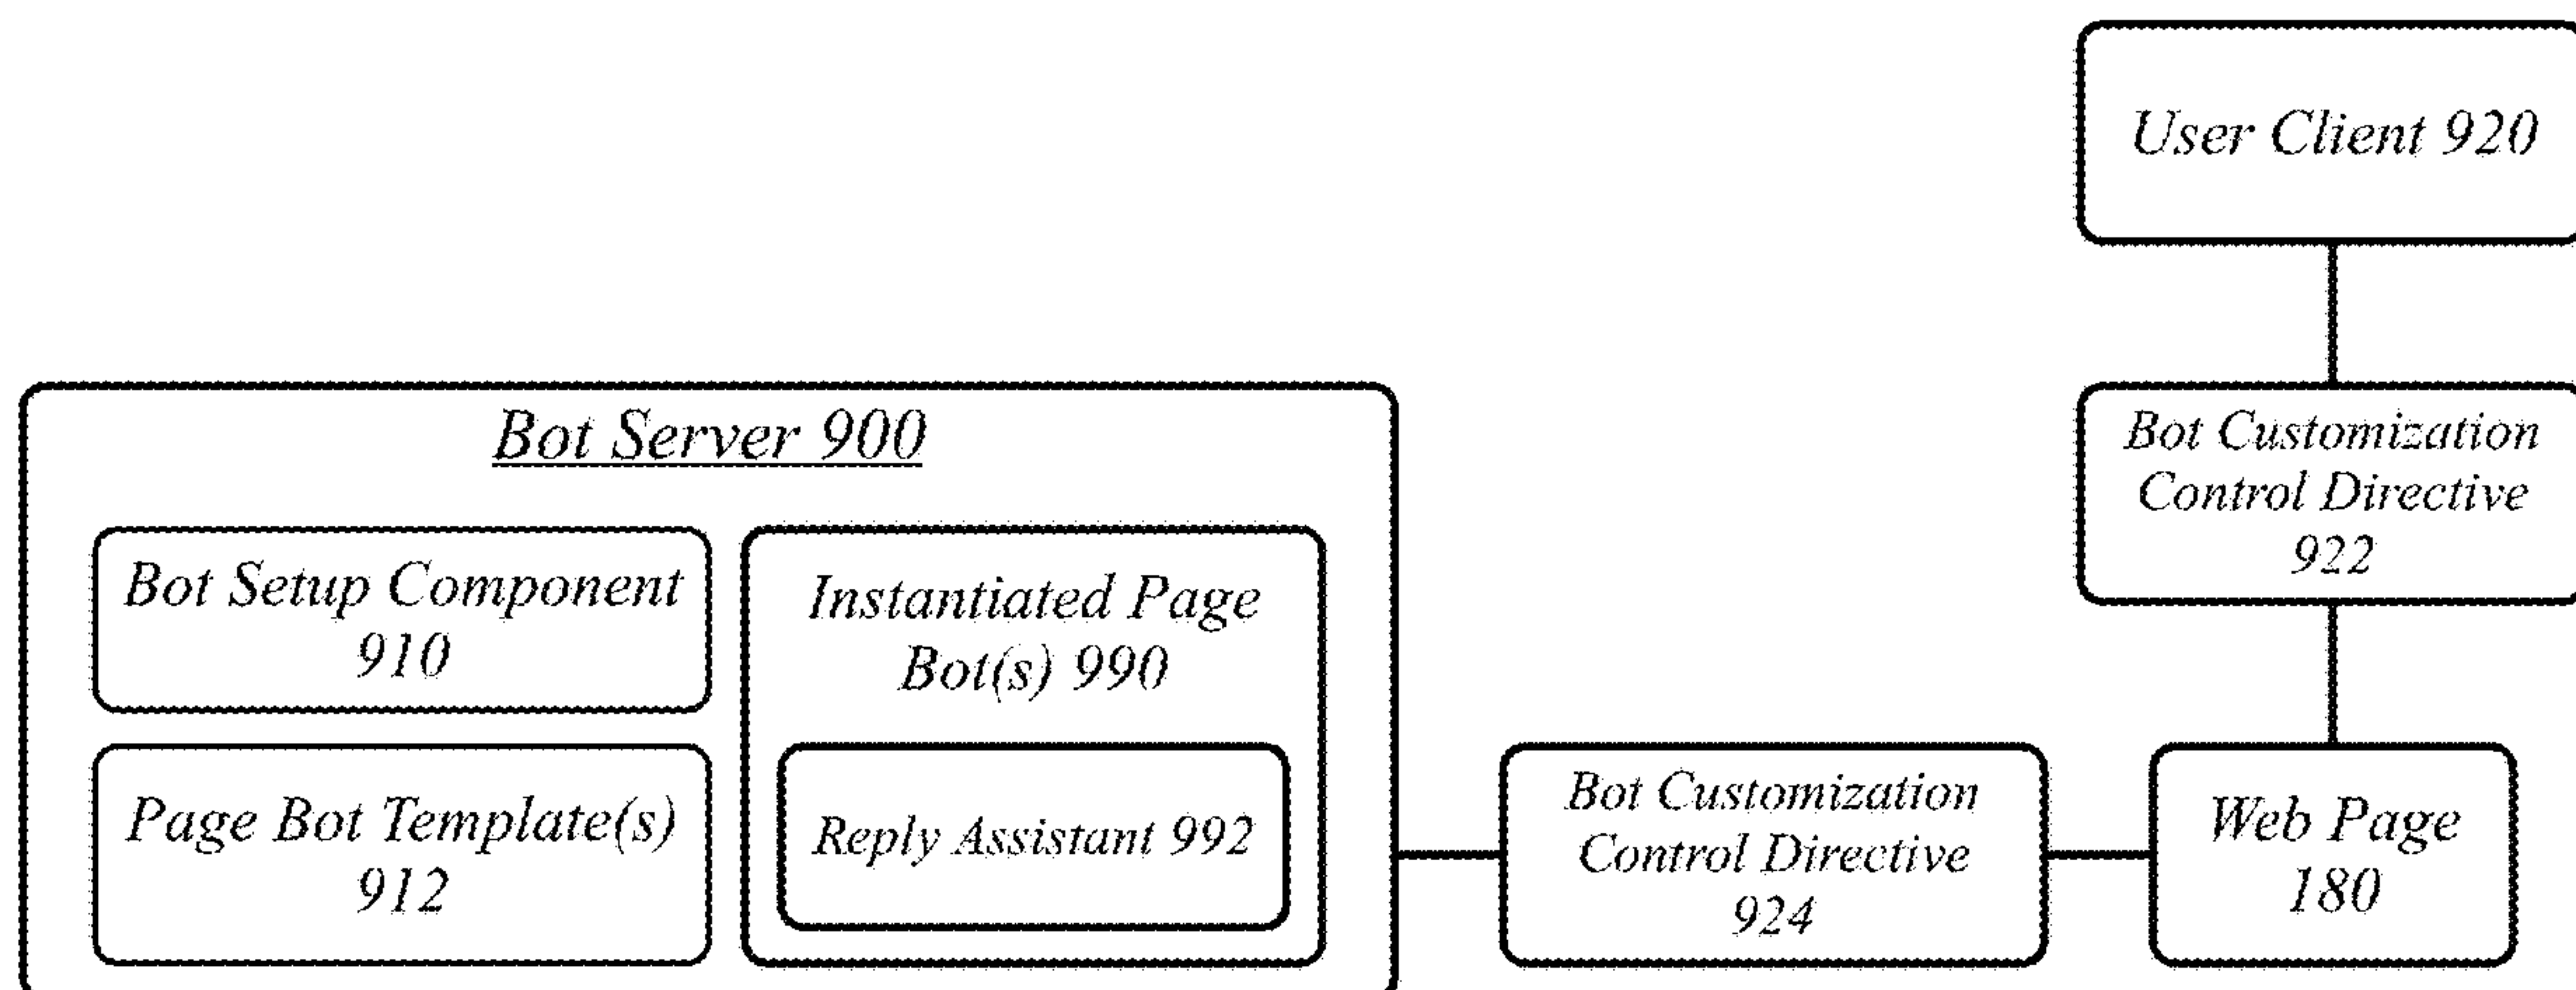 User Client 920
Bot Customization
Control Directive
922
Bot Server 900
Bot Setup Component
910
Instantiated Page
Bot(s) 990
Page Bot Template(s)
912
Reply Assistant 992
Bot Customization
Control Directive
924
Web Page
180